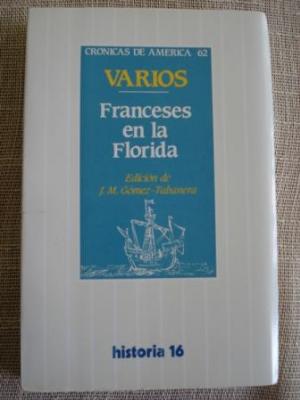 CRONICAS DE AMERICA 62
VARIOS
Franceses
en la
Florida
Edición de
J. M. Gómez-Tabanera
historia 16